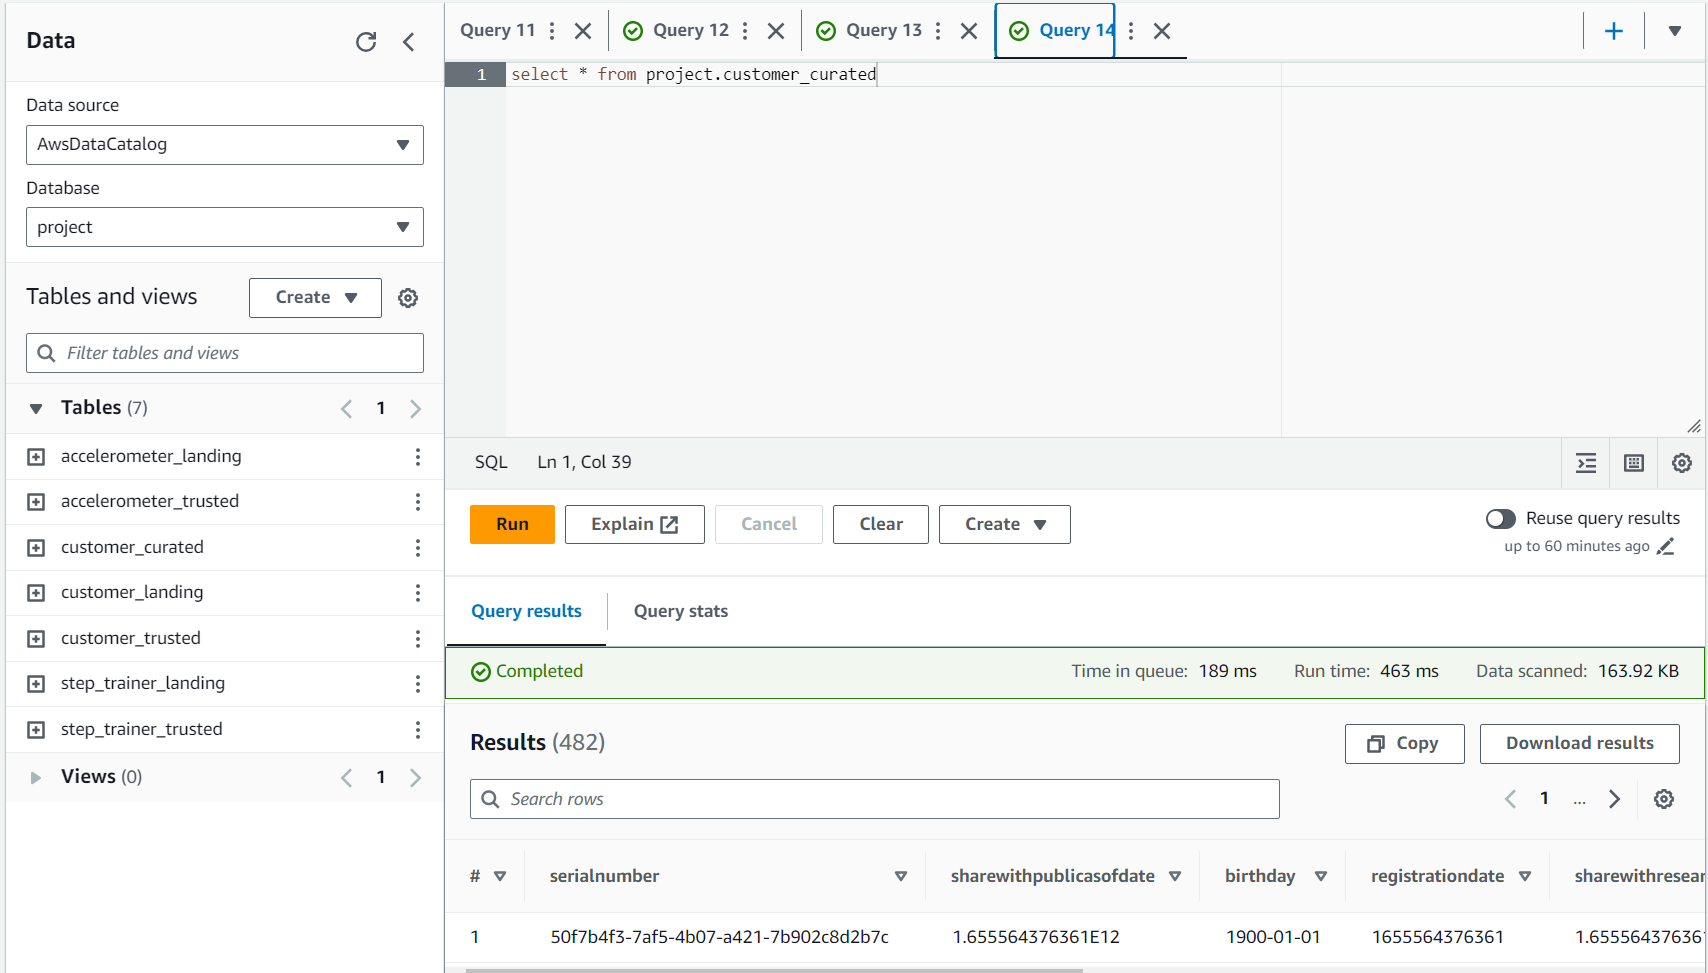 Data
Data source
AwsDataCatalog
Database
project
Tables and views
Create
Filter tables and views
Tables (7)
1
accelerometer_landing
accelerometer_trusted
customer_curated
customer_landing
customer_trusted
step_trainer_landing
step_trainer_trusted
Views (0)
1
Query 11
Query 12
Query 13
Query 14
1 select * from project.customer_curated
SQL Ln 1, Col 39
Run Explain Cancel Clear Create
Reuse query results
up to 60 minutes ago
Query results Query stats
Completed Time in queue: 189 ms Run time: 463 ms Data scanned: 163.92 KB
Results (482)
Copy Download results
Search rows
1 ...
# serialnumber sharewithpublicasofdate birthday registrationdate sharewithresear
1 50f7b4f3-7af5-4b07-a421-7b902c8d2b7c 1.655564376361E12 1900-01-01 1655564376361 1.655564376361